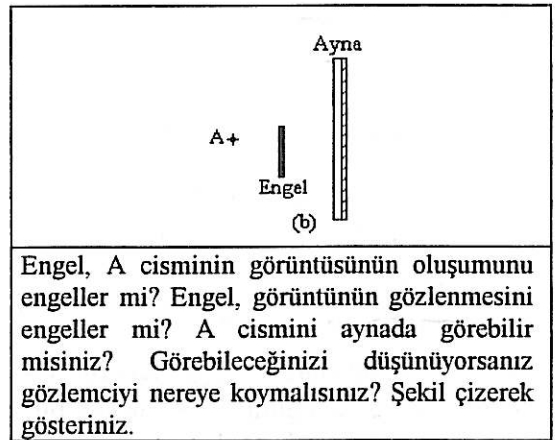 Ayna
A+
Engel
(b)
Engel, A cisminin görüntüsünün oluşumunu
engeller mi? Engel, görüntünün gözlenmesini
engeller mi? A cismini aynada görebilir
misiniz? Görebileceğinizi düşünüyorsanız
gözlemciyi nereye koymalısınız? Şekil çizerek
gösteriniz.